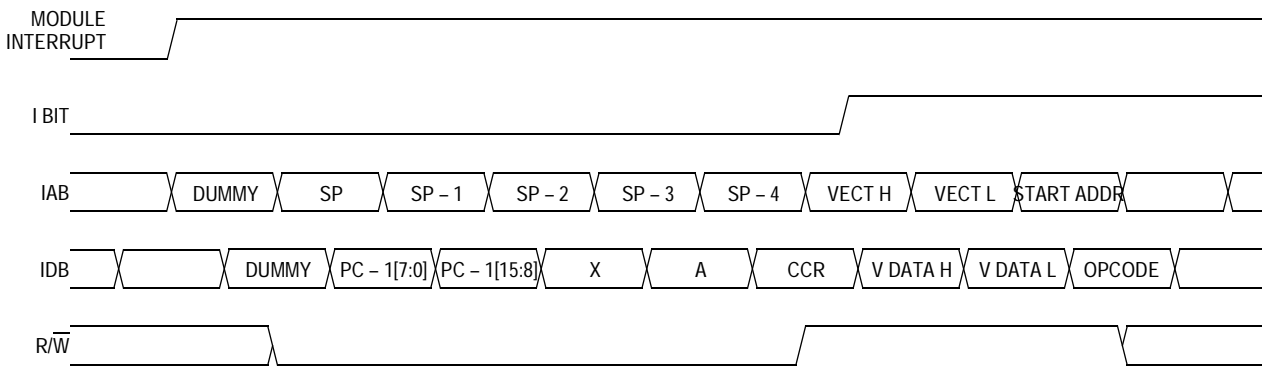 MODULE
INTERRUPT
I BIT
IAB DUMMY SP SP – 1 SP – 2 SP – 3 SP – 4 VECT H VECT L START ADDR
IDB DUMMY PC – 1[7:0] PC – 1[15:8] X A CCR V DATA H V DATA L OPCODE
R/W̅